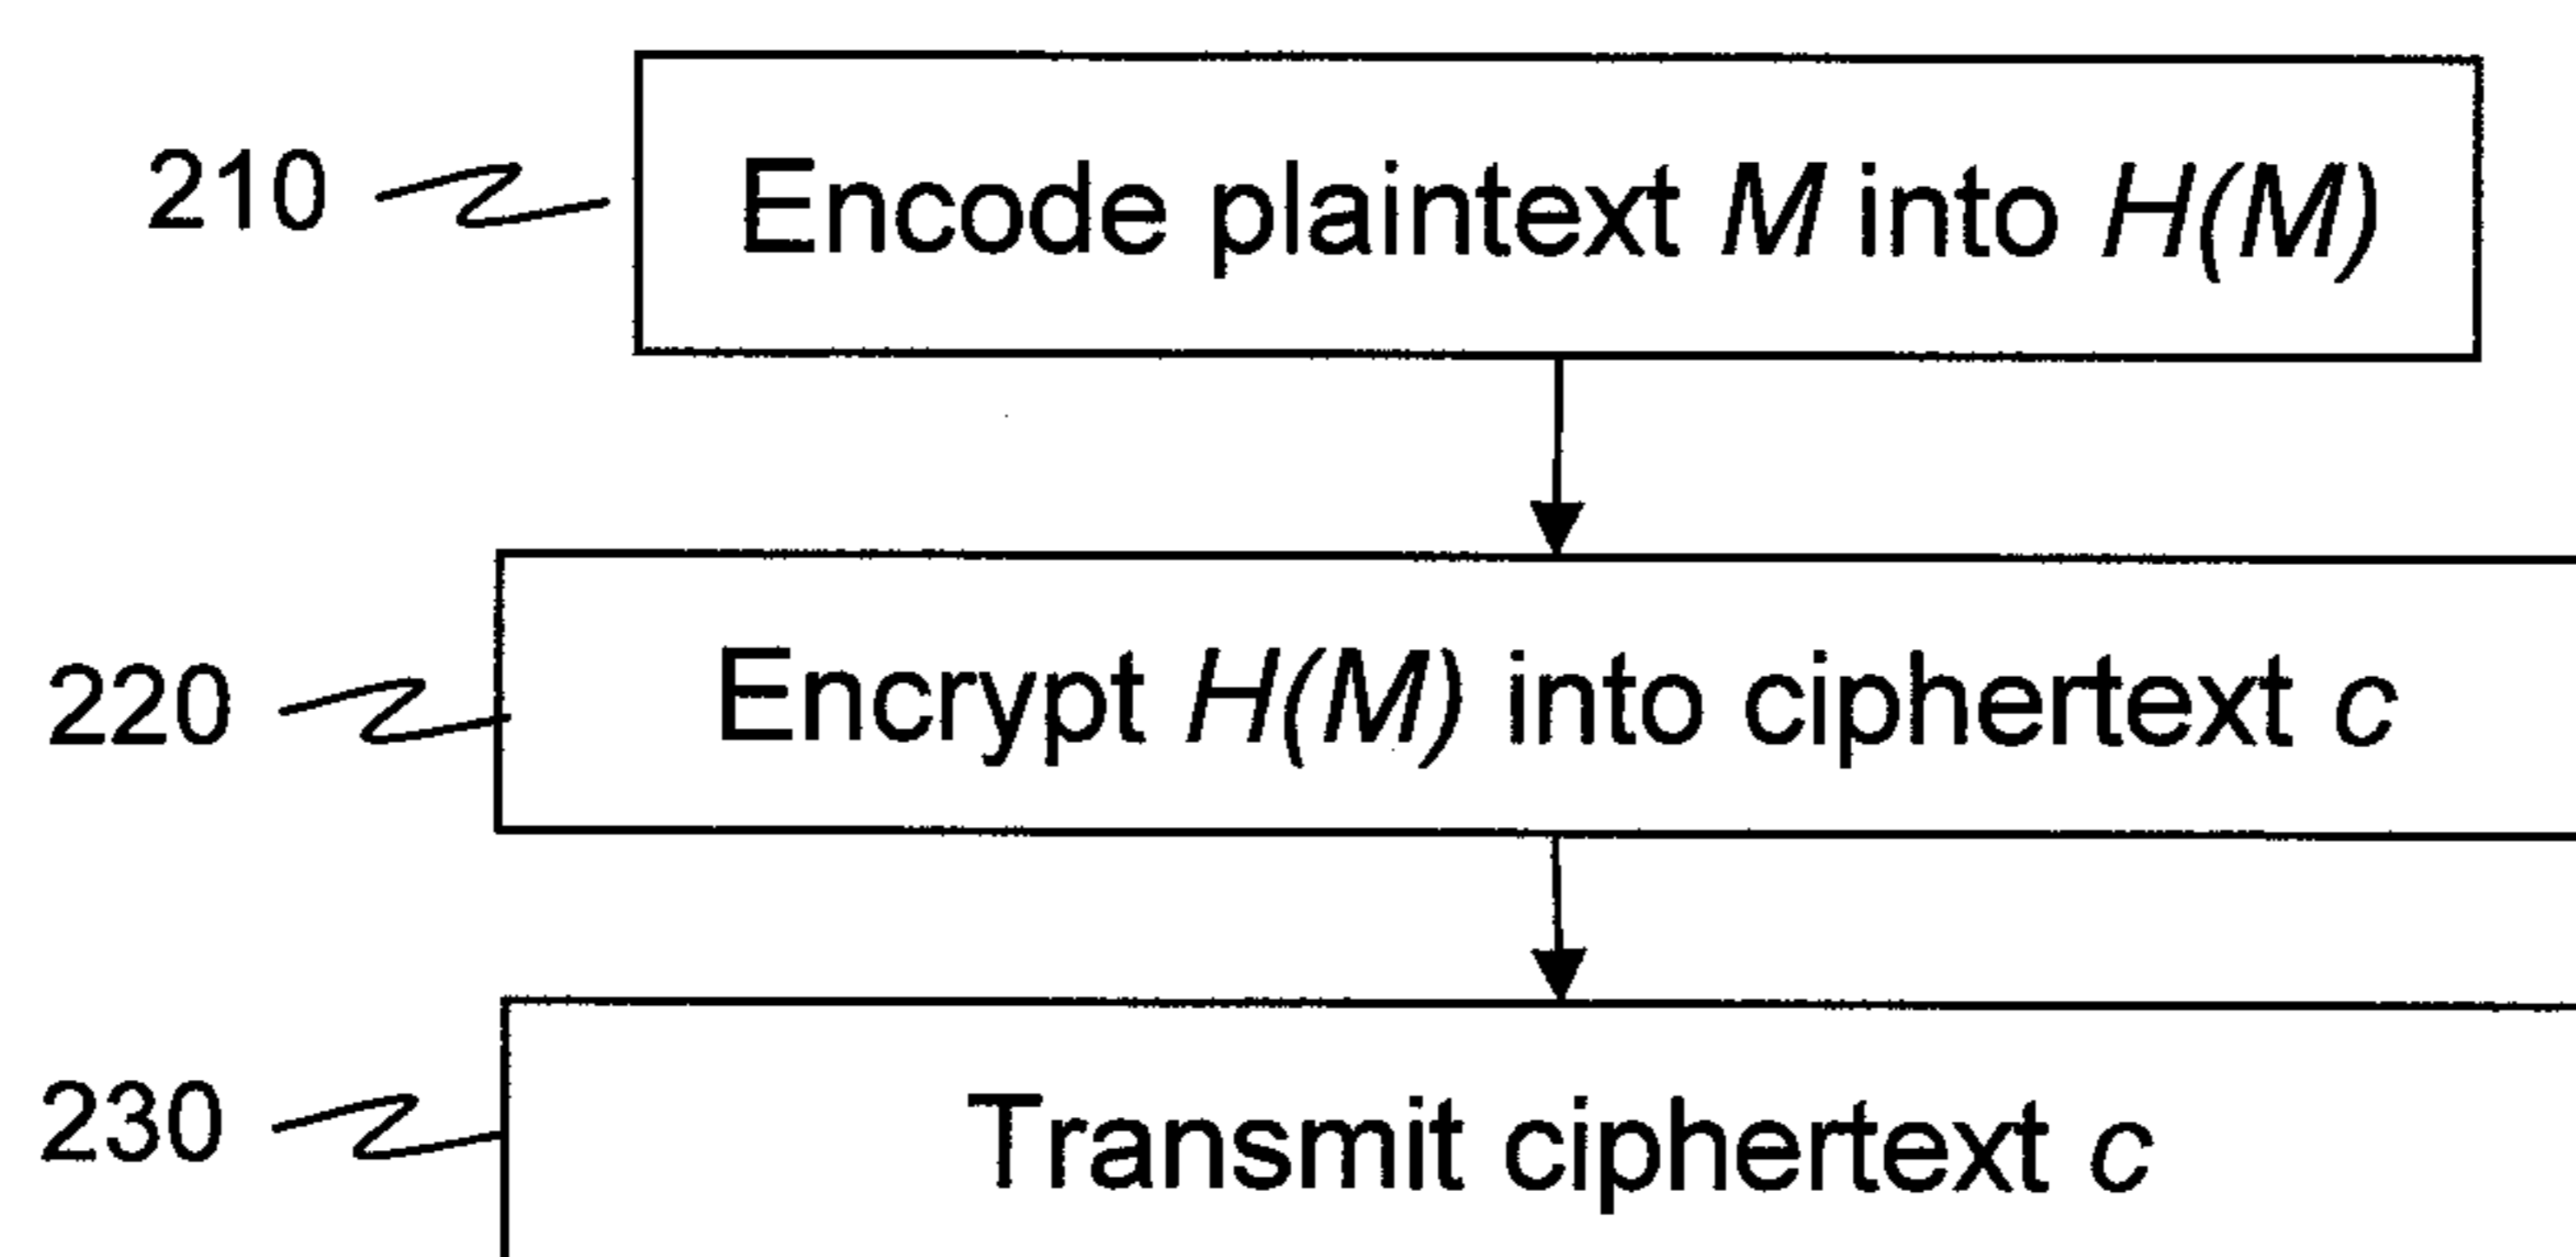 210 Encode plaintext M into H(M)
220 Encrypt H(M) into ciphertext c
230 Transmit ciphertext c